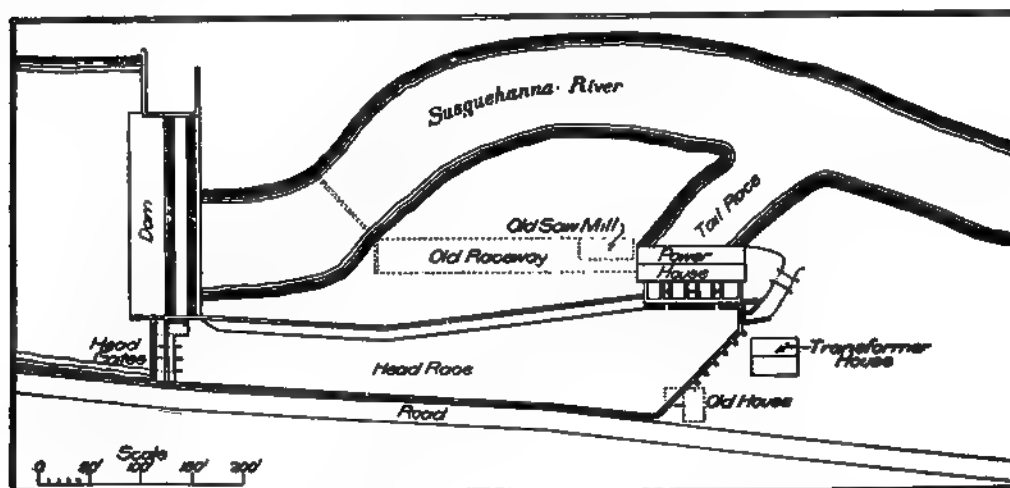 Susquehanna River
Dam
Tail Race
Old Saw Mill
Old Raceway
Power
House
Head
Gates
Head Race
Transformer
House
Old House
Road
Scale
0 50' 100' 150' 200'